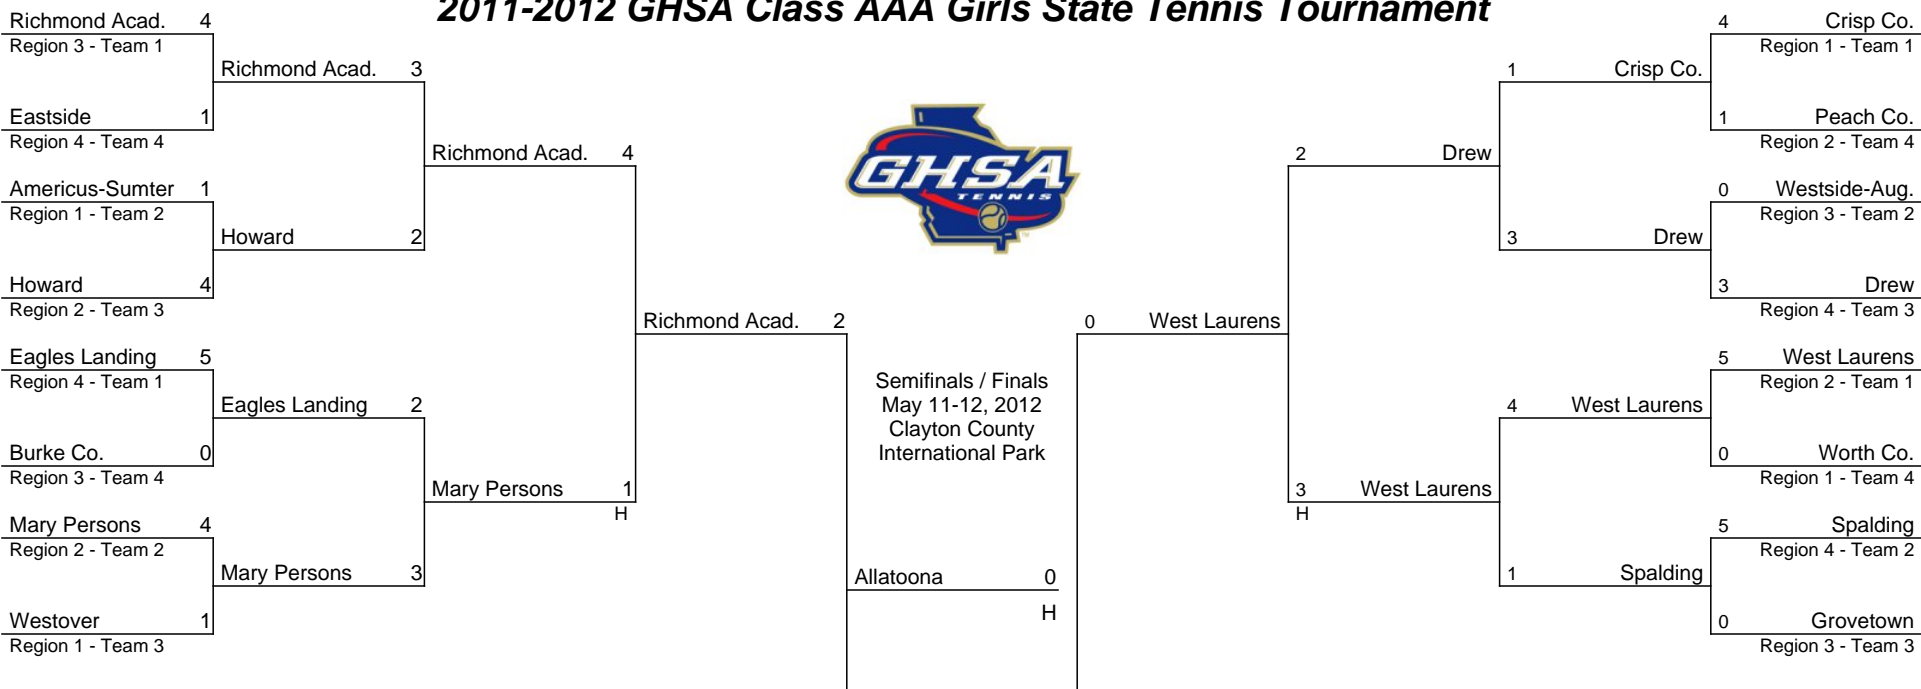 2011-2012 GHSA Class AAA Girls State Tennis Tournament
Richmond Acad. 4
Region 3 - Team 1
Eastside 1
Region 4 - Team 4
Americus-Sumter 1
Region 1 - Team 2
Howard 4
Region 2 - Team 3
Eagles Landing 5
Region 4 - Team 1
Burke Co. 0
Region 3 - Team 4
Mary Persons 4
Region 2 - Team 2
Westover 1
Region 1 - Team 3
Richmond Acad. 3
Howard 2
Eagles Landing 2
Mary Persons 3
Richmond Acad. 4
Mary Persons 1
H
Richmond Acad. 2
GHSA
TENNIS
Semifinals / Finals
May 11-12, 2012
Clayton County
International Park
Allatoona 0
H
0 West Laurens
2 Drew
3 West Laurens
H
1 Crisp Co.
3 Drew
4 West Laurens
1 Spalding
4 Crisp Co.
Region 1 - Team 1
1 Peach Co.
Region 2 - Team 4
0 Westside-Aug.
Region 3 - Team 2
3 Drew
Region 4 - Team 3
5 West Laurens
Region 2 - Team 1
0 Worth Co.
Region 1 - Team 4
5 Spalding
Region 4 - Team 2
0 Grovetown
Region 3 - Team 3